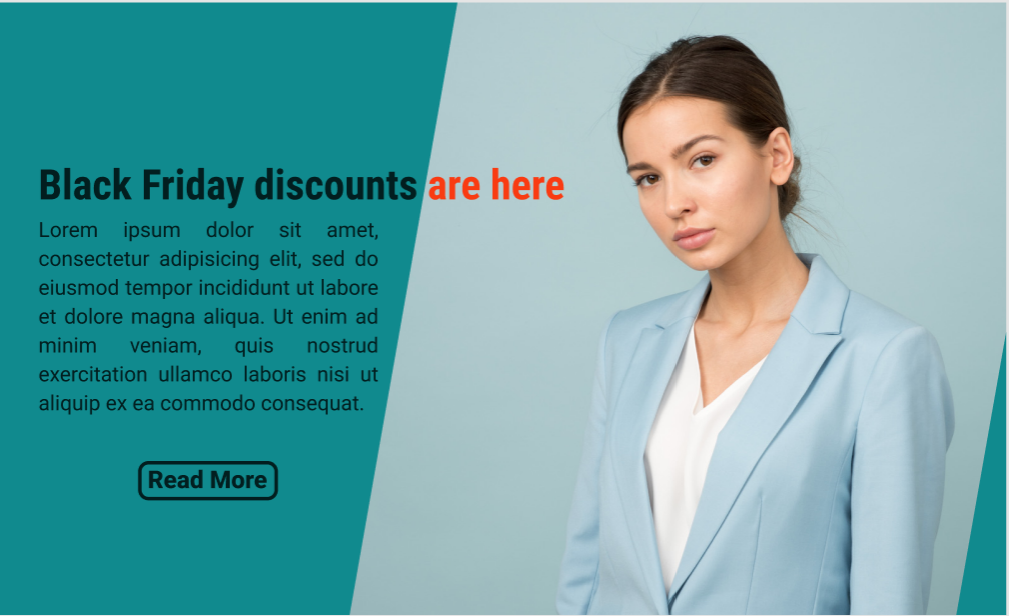 Black Friday discounts are here
Lorem ipsum dolor sit amet,
consectetur adipisicing elit, sed do
eiusmod tempor incididunt ut labore
et dolore magna aliqua. Ut enim ad
minim veniam, quis nostrud
exercitation ullamco laboris nisi ut
aliquip ex ea commodo consequat.
Read More